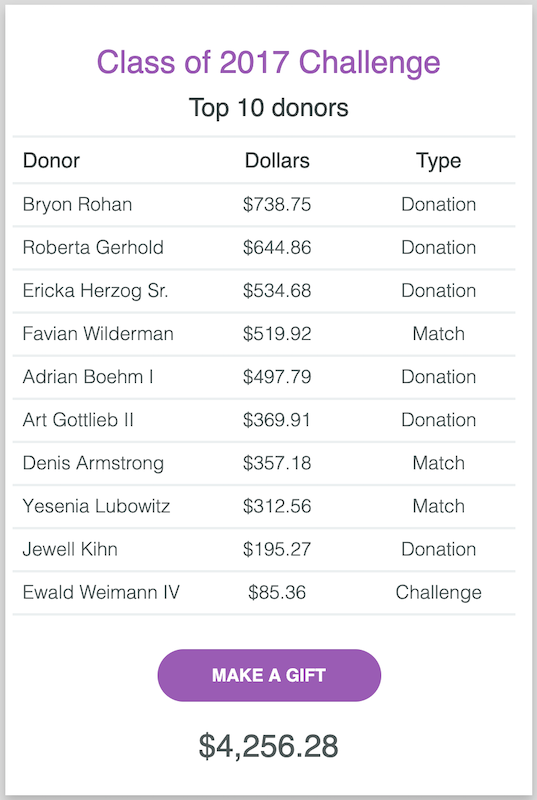 Class of 2017 Challenge
Top 10 donors
Donor Dollars Type
Bryon Rohan $738.75 Donation
Roberta Gerhold $644.86 Donation
Ericka Herzog Sr. $534.68 Donation
Favian Wilderman $519.92 Match
Adrian Boehm I $497.79 Donation
Art Gottlieb II $369.91 Donation
Denis Armstrong $357.18 Match
Yesenia Lubowitz $312.56 Match
Jewell Kihn $195.27 Donation
Ewald Weimann IV $85.36 Challenge
MAKE A GIFT
$4,256.28